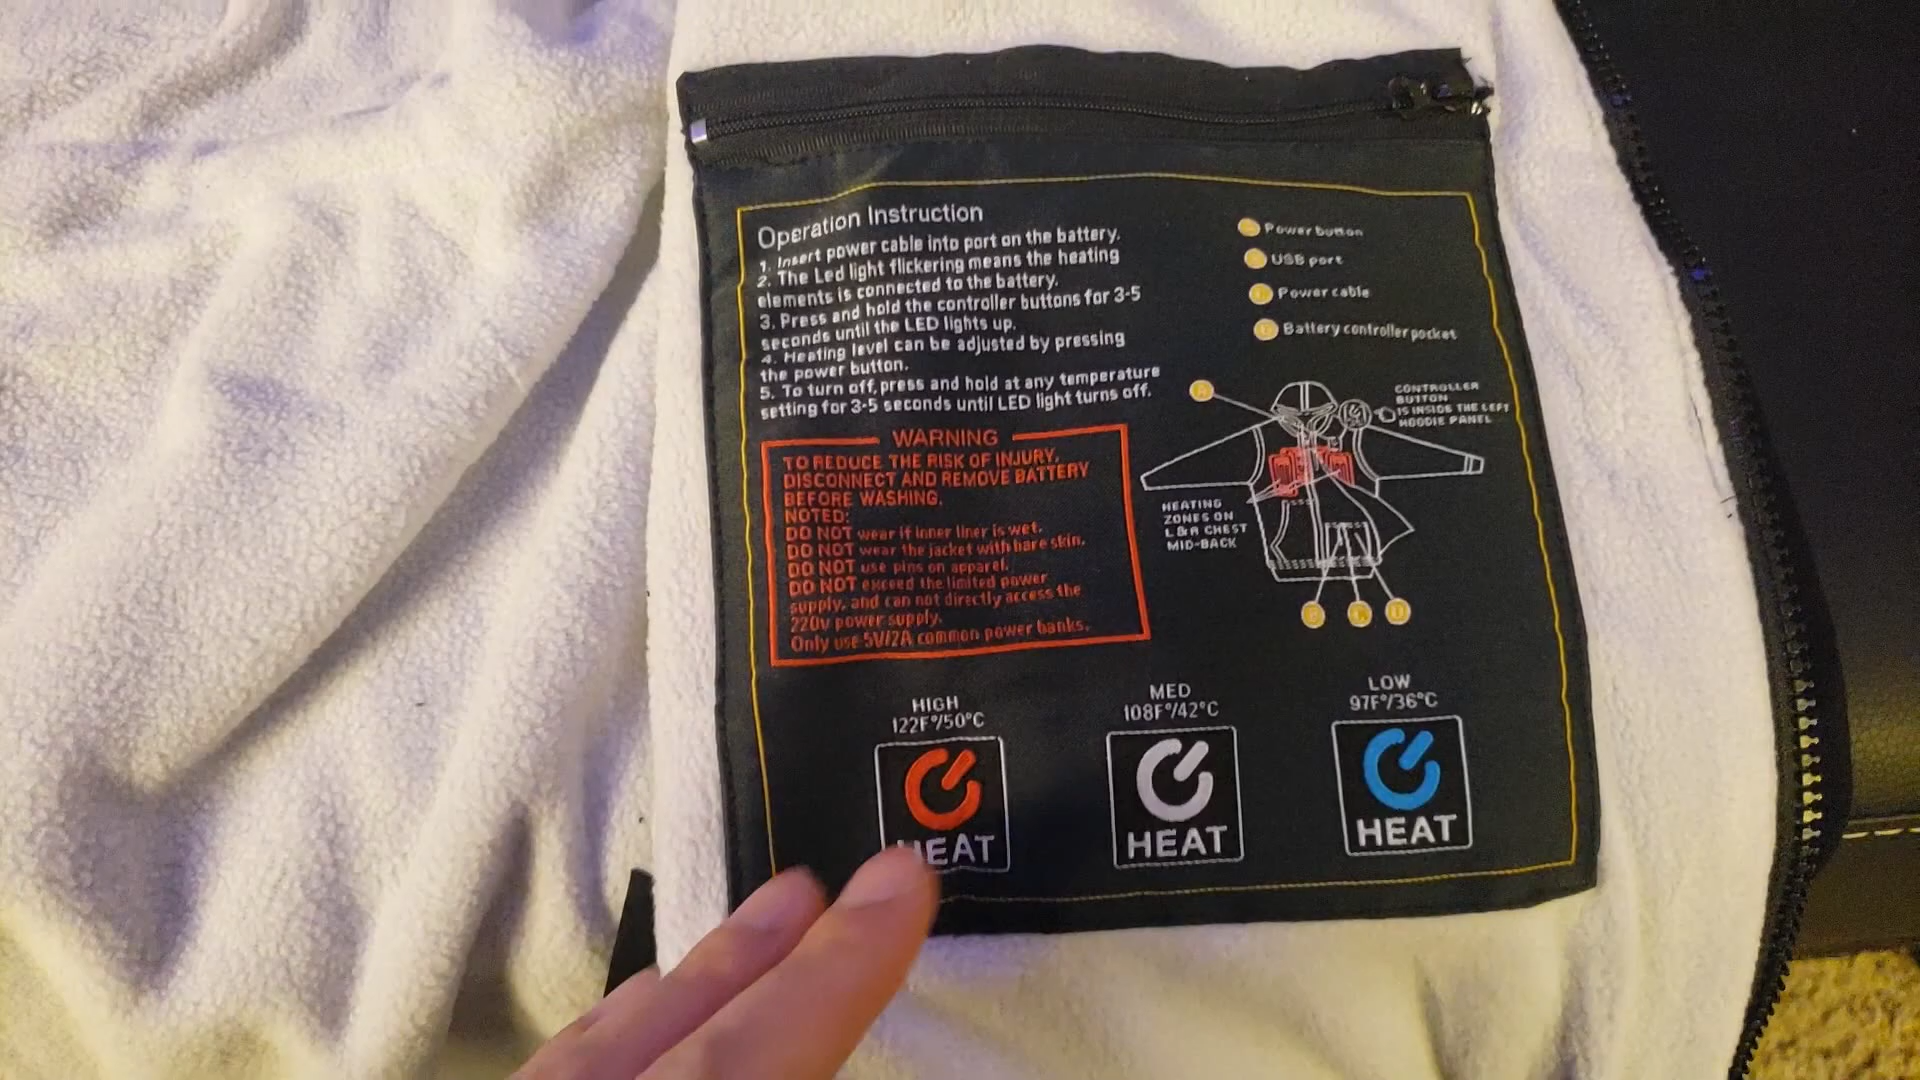 Operation Instruction
1. Insert power cable into port on the battery.
2. The Led light flickering means the heating
elements is connected to the battery.
3. Press and hold the controller buttons for 3-5
seconds until the LED lights up.
4. Heating level can be adjusted by pressing
the power button.
5. To turn off, press and hold at any temperature
setting for 3-5 seconds until LED light turns off.
WARNING
TO REDUCE THE RISK OF INJURY,
DISCONNECT AND REMOVE BATTERY
BEFORE WASHING.
NOTED:
DO NOT wear if inner liner is wet.
DO NOT wear the jacket with bare skin.
DO NOT use pins on apparel.
DO NOT exceed the limited power
supply, and can not directly access the
220v power supply.
Only use 5V/2A common power banks.
Power button
USB port
Power cable
Battery controller pocket
A
CONTROLLER
BUTTON
IS INSIDE THE LEFT
HOODIE PANEL
HEATING
ZONES ON
L&R CHEST
MID-BACK
HIGH
122F°/50°C
HEAT
MED
108F°/42°C
HEAT
LOW
97F°/36°C
HEAT